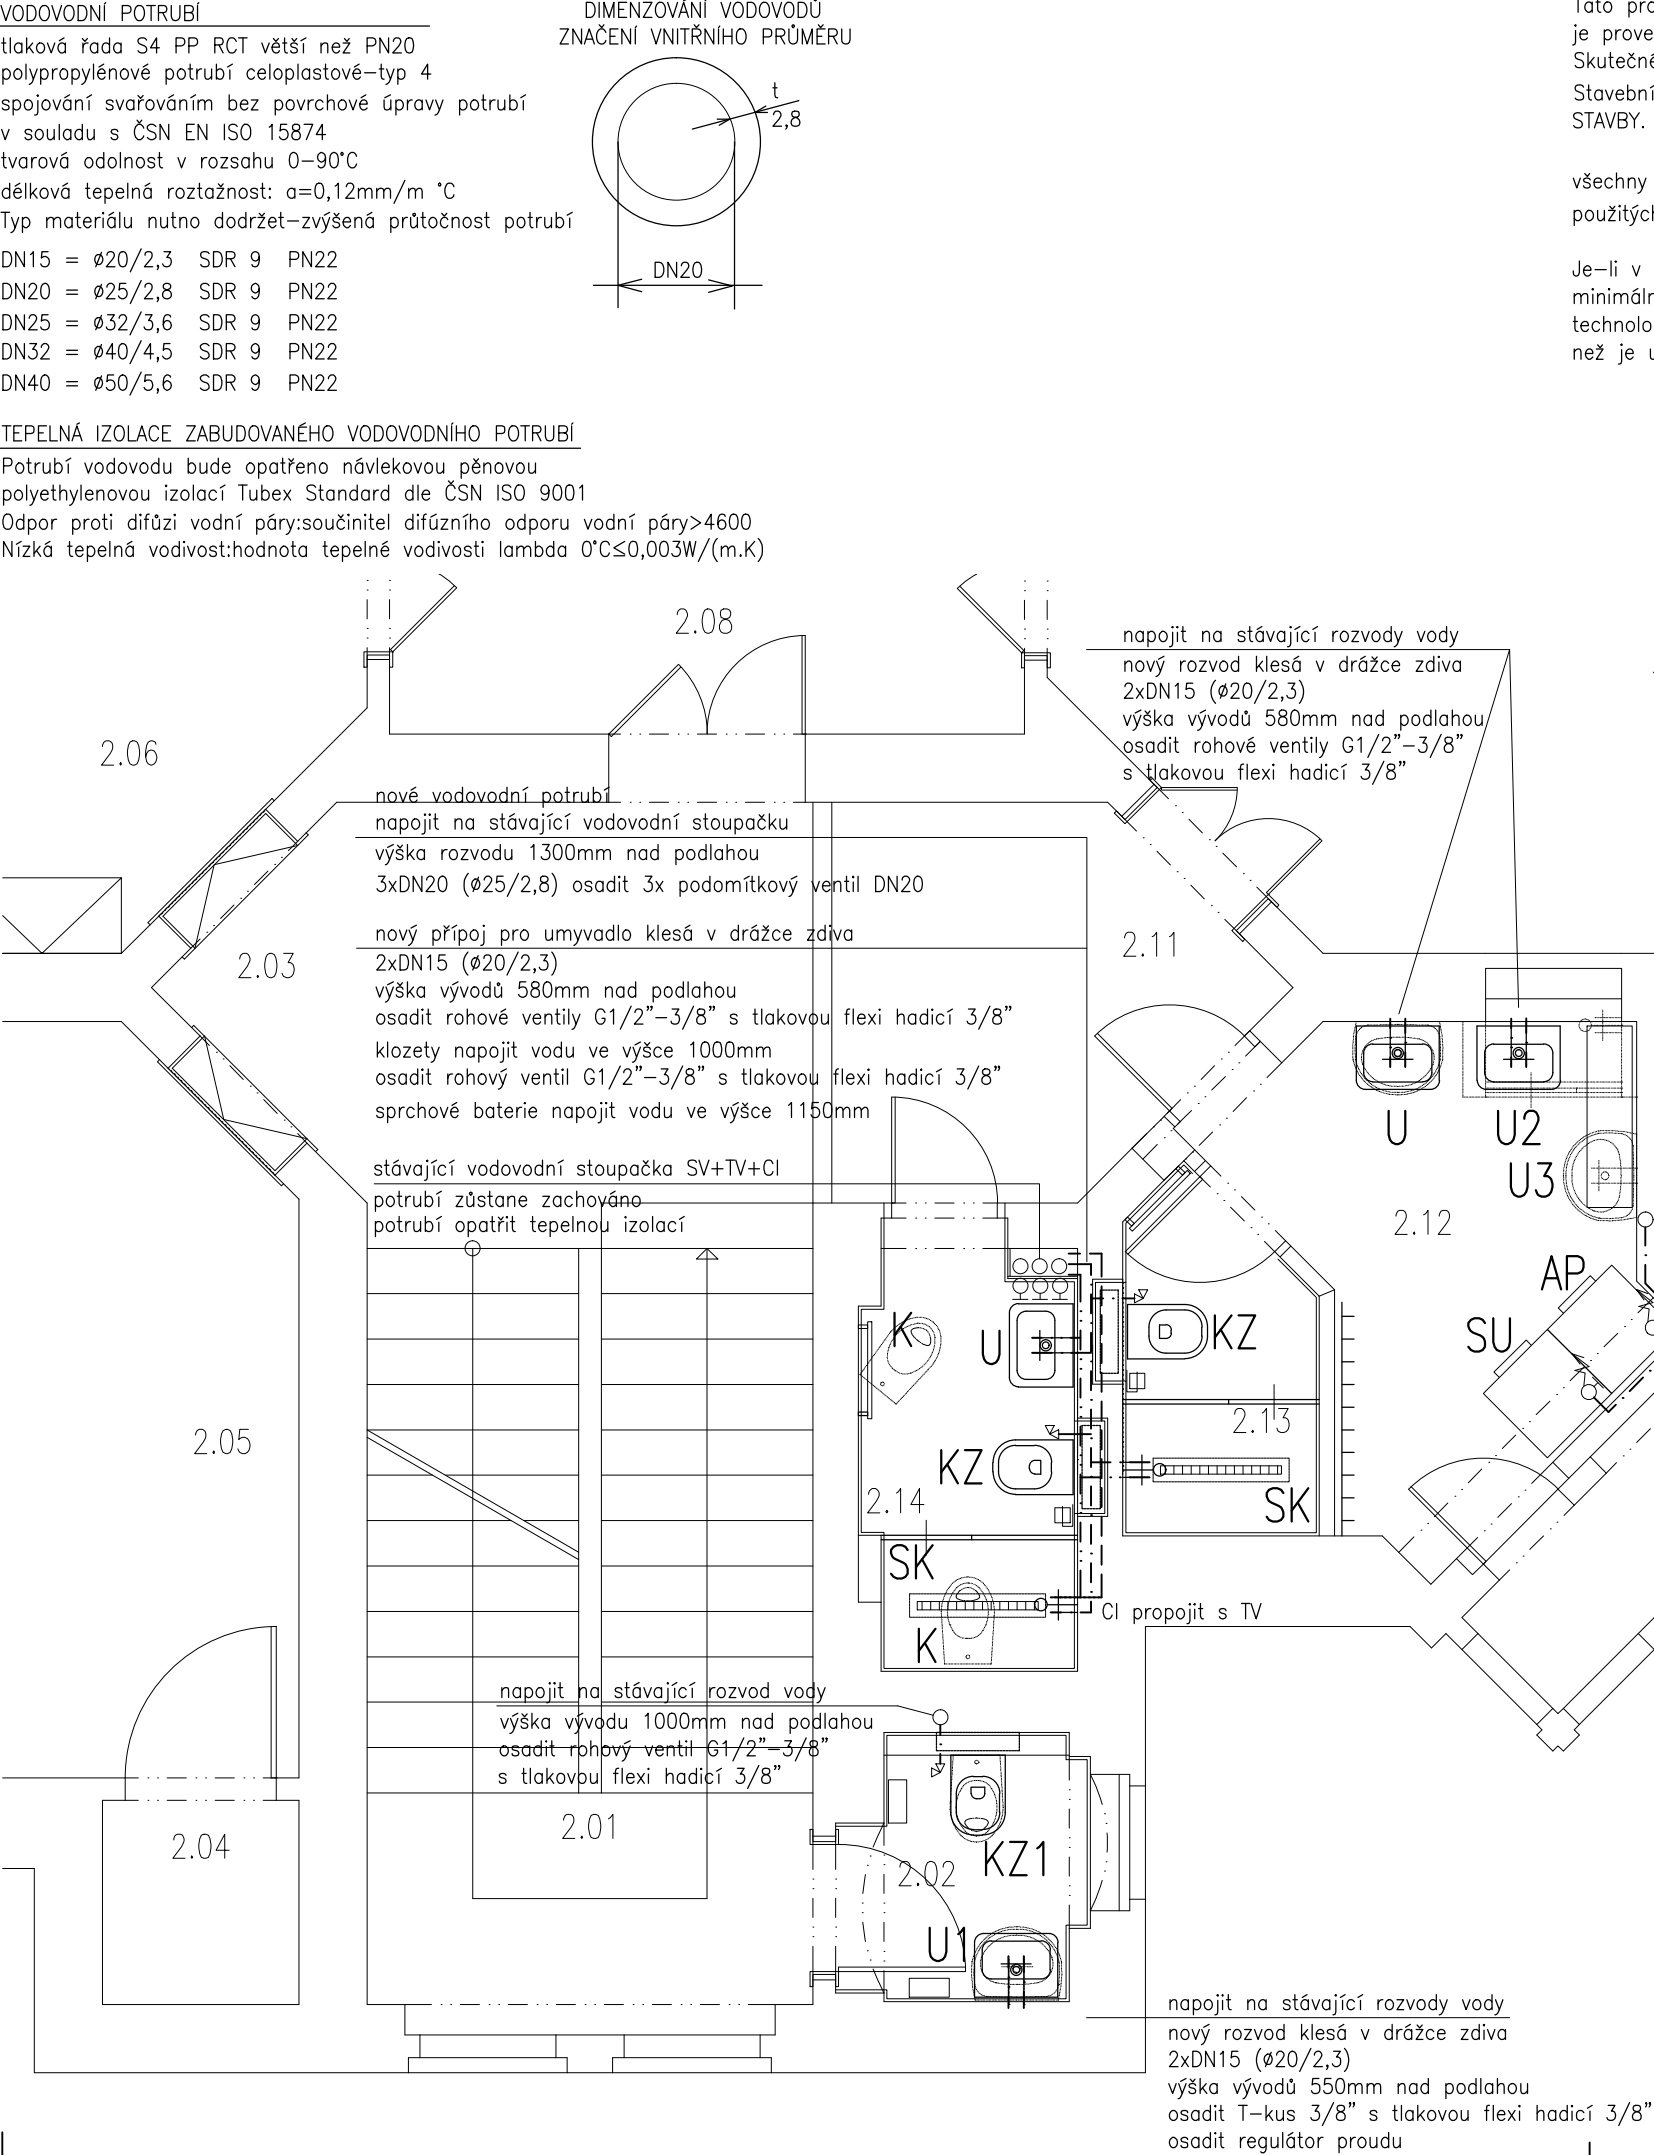 VODOVODNÍ POTRUBÍ
tlaková řada S4 PP RCT větší než PN20
polypropylénové potrubí celoplastové-typ 4
spojování svařováním bez povrchové úpravy potrubí
v souladu s ČSN EN ISO 15874
tvarová odolnost v rozsahu 0-90°C
délková tepelná roztažnost: a=0,12mm/m °C
Typ materiálu nutno dodržet-zvýšená průtočnost potrubí
DN15 = ø20/2,3 SDR 9 PN22
DN20 = ø25/2,8 SDR 9 PN22
DN25 = ø32/3,6 SDR 9 PN22
DN32 = ø40/4,5 SDR 9 PN22
DN40 = ø50/5,6 SDR 9 PN22
DIMENZOVÁNÍ VODOVODŮ
ZNAČENÍ VNITŘNÍHO PRŮMĚRU
t
2,8
DN20
je prove
Skutečné
Stavební
STAVBY.
všechny
Je-li v
než je u
TEPELNÁ IZOLACE ZABUDOVANÉHO VODOVODNÍHO POTRUBÍ
Potrubí vodovodu bude opatřeno návlekovou pěnovou
polyethylenovou izolací Tubex Standard dle ČSN ISO 9001
Odpor proti difůzi vodní páry:součinitel difúzního odporu vodní páry>4600
Nízká tepelná vodivost:hodnota tepelné vodivosti lambda 0°C≤0,003W/(m.K)
2.08
napojit na stávající rozvody vody
nový rozvod klesá v drážce zdiva
2xDN15 (ø20/2,3)
výška vývodů 580mm nad podlahou
osadit rohové ventily G1/2"-3/8"
s tlakovou flexi hadicí 3/8"
2.06
nové vodovodní potrubí
napojit na stávající vodovodní stoupačku
výška rozvodu 1300mm nad podlahou
3xDN20 (ø25/2,8) osadit 3x podomítkový ventil DN20
nový přípoj pro umyvadlo klesá v drážce zdiva
2xDN15 (ø20/2,3)
výška vývodů 580mm nad podlahou
osadit rohové ventily G1/2"-3/8" s tlakovou flexi hadicí 3/8"
klozety napojit vodu ve výšce 1000mm
osadit rohový ventil G1/2"-3/8" s tlakovou flexi hadicí 3/8"
sprchové baterie napojit vodu ve výšce 1150mm
stávající vodovodní stoupačka SV+TV+CI
potrubí zůstane zachováno
potrubí opatřit tepelnou izolací
2.03
2.11
U
U2
U3
2.12
AP
SU
K
U
KZ
2.13
2.05
KZ
2.14
SK
SK
K
CI propojit s TV
napojit na stávající rozvod vody
výška vývodu 1000mm nad podlahou
osadit rohový ventil G1/2"-3/8"
s tlakovou flexi hadicí 3/8"
2.01
2.04
KZ1
2.02
U1
napojit na stávající rozvody vody
nový rozvod klesá v drážce zdiva
2xDN15 (ø20/2,3)
výška vývodů 550mm nad podlahou
osadit T-kus 3/8" s tlakovou flexi hadicí 3/8"
osadit regulátor proudu